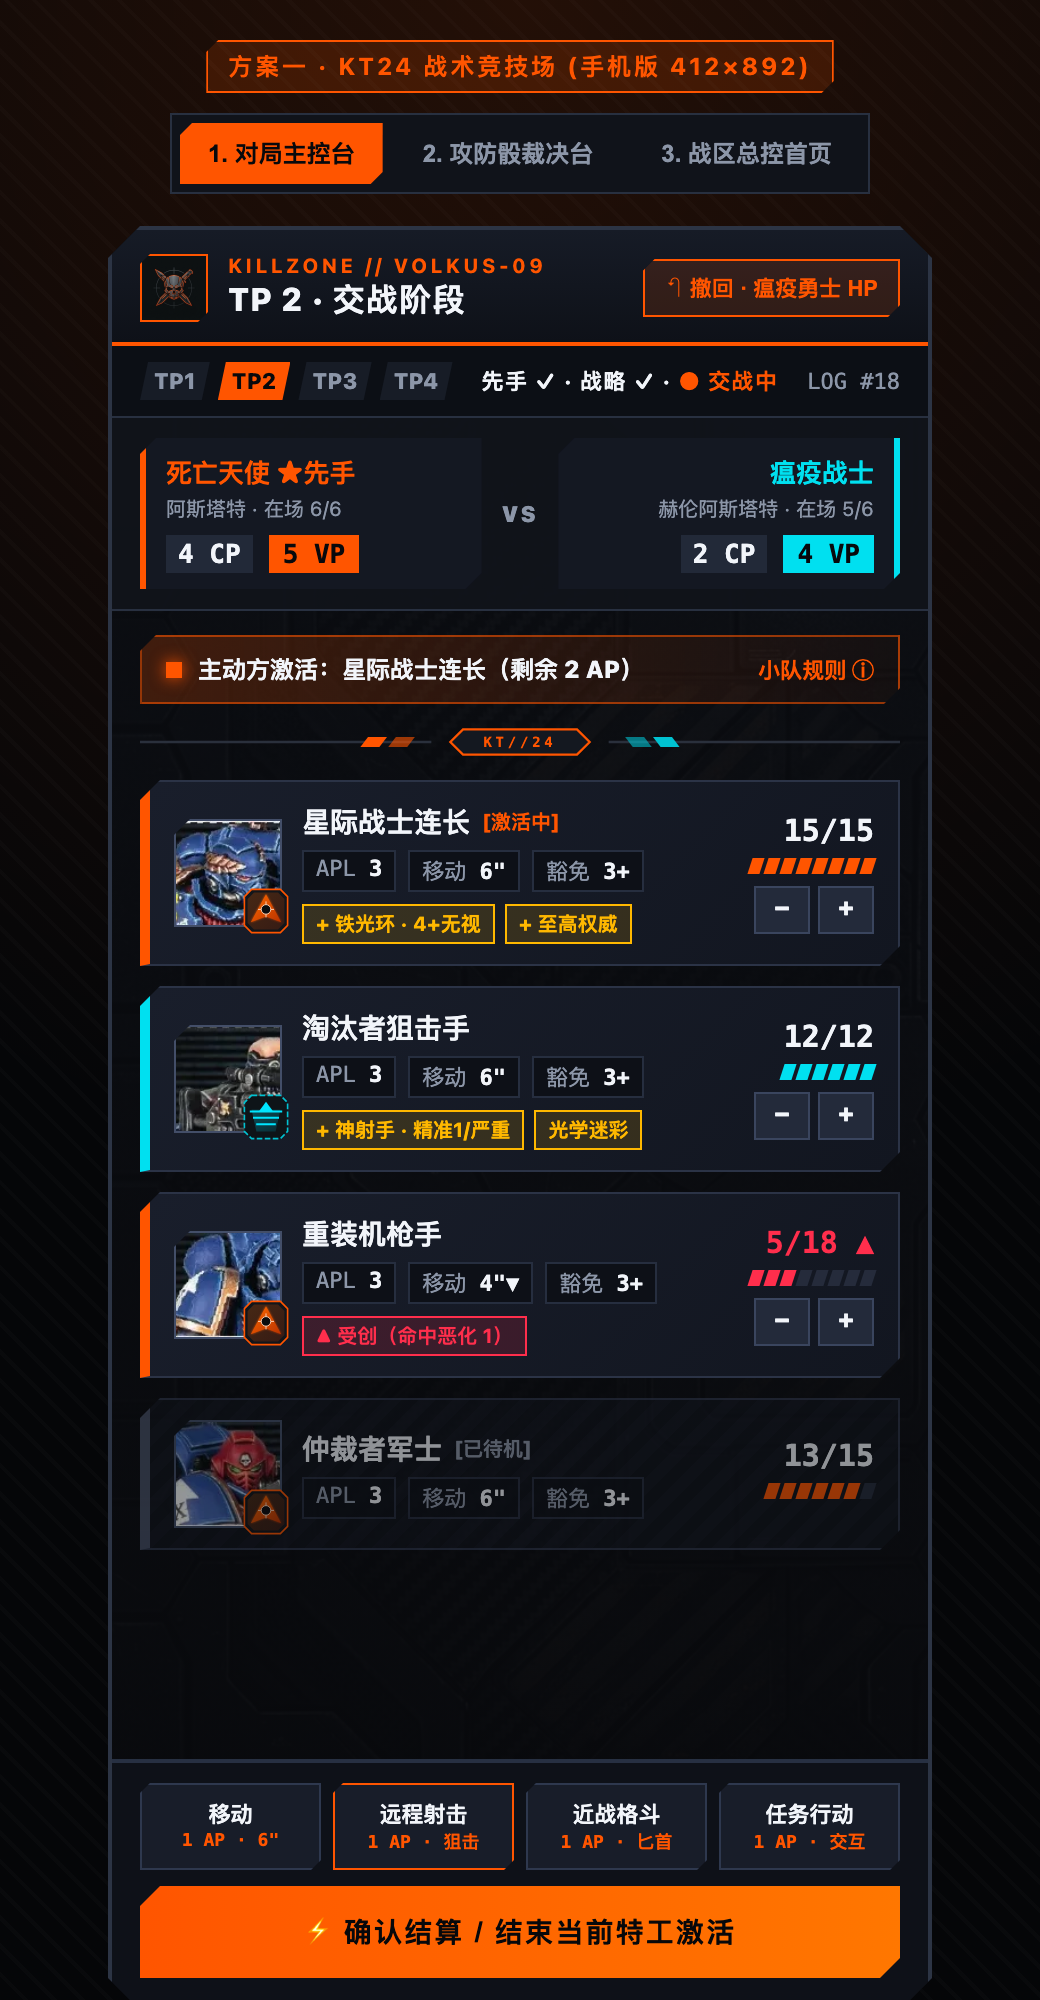 方案一 · KT24 战术竞技场 (手机版 412×892)
1. 对局主控台
2. 攻防骰裁决台
3. 战区总控首页
KILLZONE // VOLKUS-09
TP 2 · 交战阶段
撤回 · 瘟疫勇士 HP
TP1 TP2 TP3 TP4
先手 ✓ · 战略 ✓ · ● 交战中
LOG #18
死亡天使 ★先手
阿斯塔特 · 在场 6/6
4 CP 5 VP
VS
瘟疫战士
赫伦阿斯塔特 · 在场 5/6
2 CP 4 VP
主动方激活：星际战士连长（剩余 2 AP）
小队规则 ⓘ
KT//24
星际战士连长 [激活中]
APL 3 移动 6" 豁免 3+
+ 铁光环 · 4+无视 + 至高权威
15/15
− +
淘汰者狙击手
APL 3 移动 6" 豁免 3+
+ 神射手 · 精准1/严重 光学迷彩
12/12
− +
重装机枪手
APL 3 移动 4"▼ 豁免 3+
▲ 受创（命中恶化 1）
5/18 ▲
− +
仲裁者军士 [已待机]
APL 3 移动 6" 豁免 3+
13/15
移动
1 AP · 6"
远程射击
1 AP · 狙击
近战格斗
1 AP · 匕首
任务行动
1 AP · 交互
⚡ 确认结算 / 结束当前特工激活